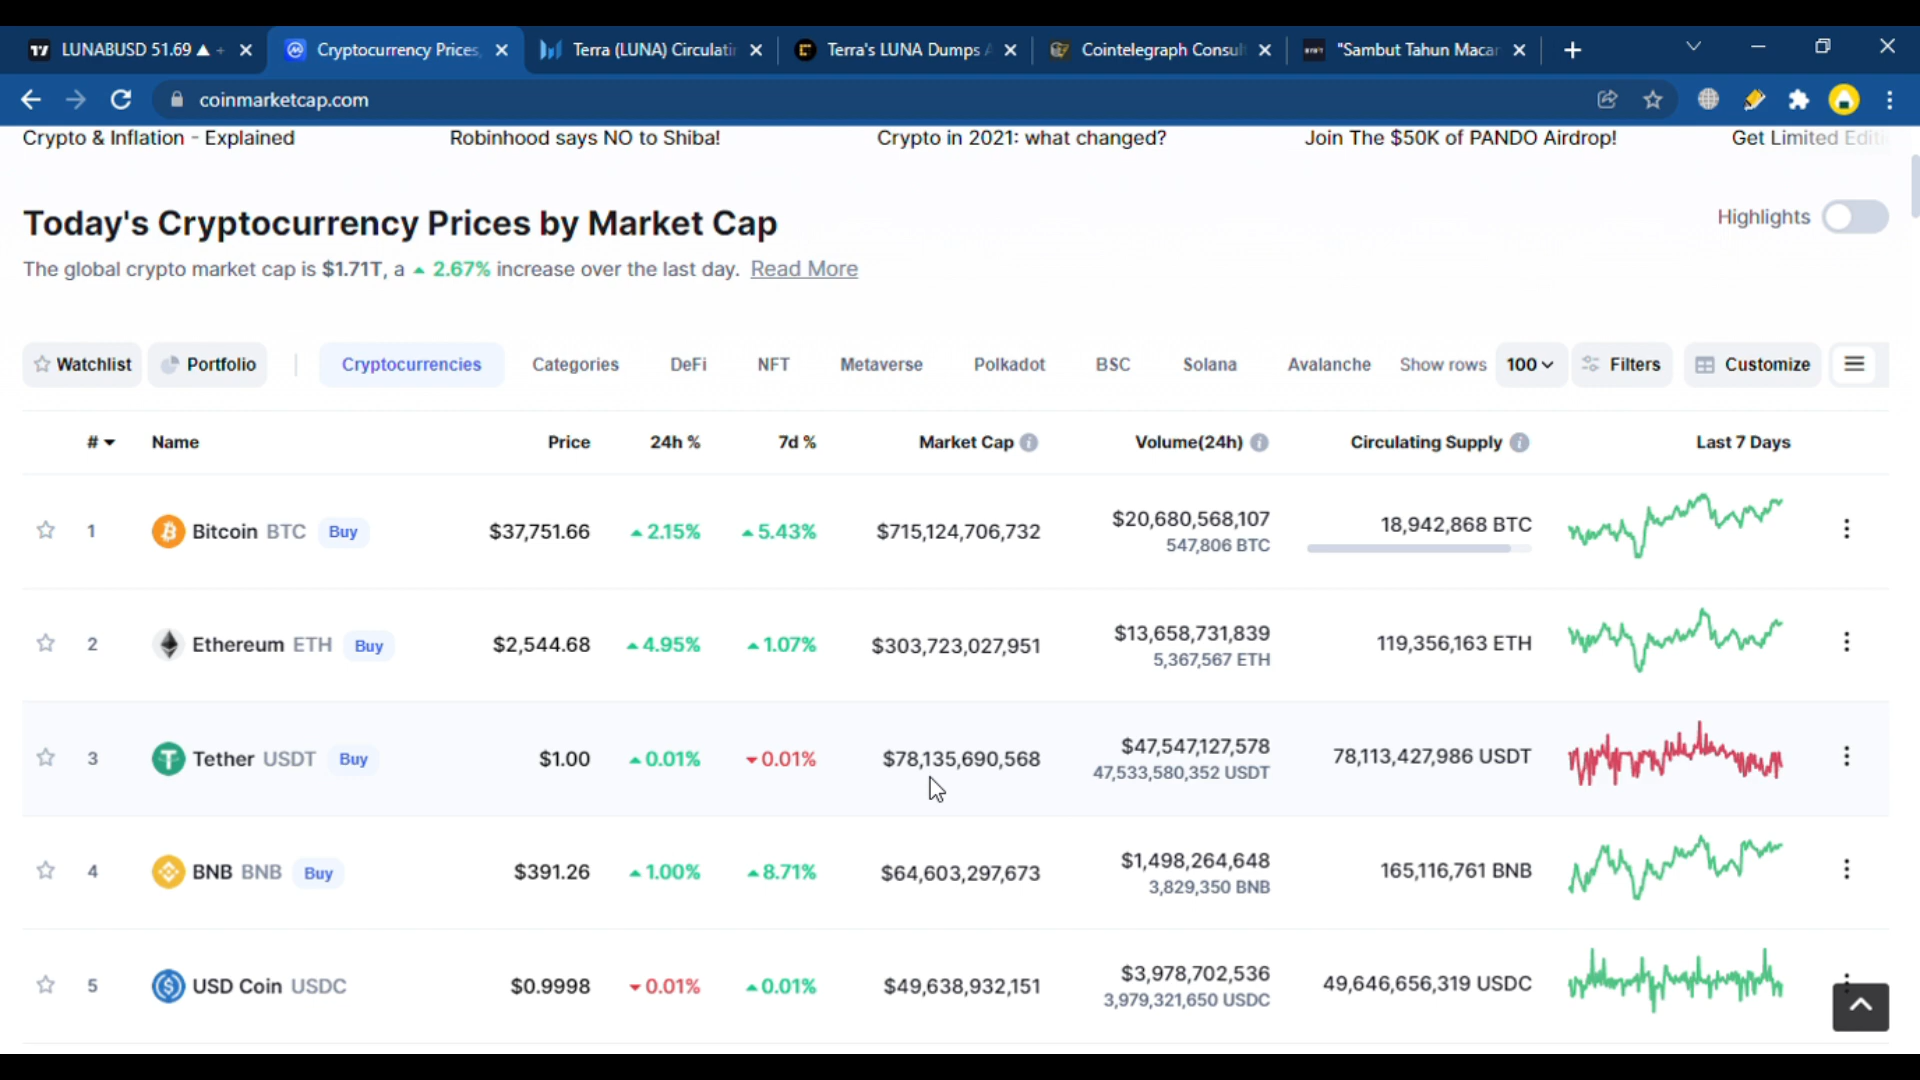 LUNABUSD 51.69 ▲ +
Cryptocurrency Prices,
Terra (LUNA) Circulatin
Terra's LUNA Dumps
Cointelegraph Consul
"Sambut Tahun Macan
coinmarketcap.com
Crypto & Inflation - Explained
Robinhood says NO to Shiba!
Crypto in 2021: what changed?
Join The $50K of PANDO Airdrop!
Get Limited Editi
Today's Cryptocurrency Prices by Market Cap
Highlights
The global crypto market cap is $1.71T, a ▲ 2.67% increase over the last day. Read More
Watchlist Portfolio Cryptocurrencies Categories DeFi NFT Metaverse Polkadot BSC Solana Avalanche Show rows 100 Filters Customize
# Name Price 24h % 7d % Market Cap Volume(24h) Circulating Supply Last 7 Days
1 Bitcoin BTC Buy $37,751.66 ▲ 2.15% ▲ 5.43% $715,124,706,732 $20,680,568,107 18,942,868 BTC
547,806 BTC
2 Ethereum ETH Buy $2,544.68 ▲ 4.95% ▲ 1.07% $303,723,027,951 $13,658,731,839 119,356,163 ETH
5,367,567 ETH
3 Tether USDT Buy $1.00 ▲ 0.01% ▼ 0.01% $78,135,690,568 $47,547,127,578 78,113,427,986 USDT
47,533,580,352 USDT
4 BNB BNB Buy $391.26 ▲ 1.00% ▲ 8.71% $64,603,297,673 $1,498,264,648 165,116,761 BNB
3,829,350 BNB
5 USD Coin USDC $0.9998 ▼ 0.01% ▲ 0.01% $49,638,932,151 $3,978,702,536 49,646,656,319 USDC
3,979,321,650 USDC